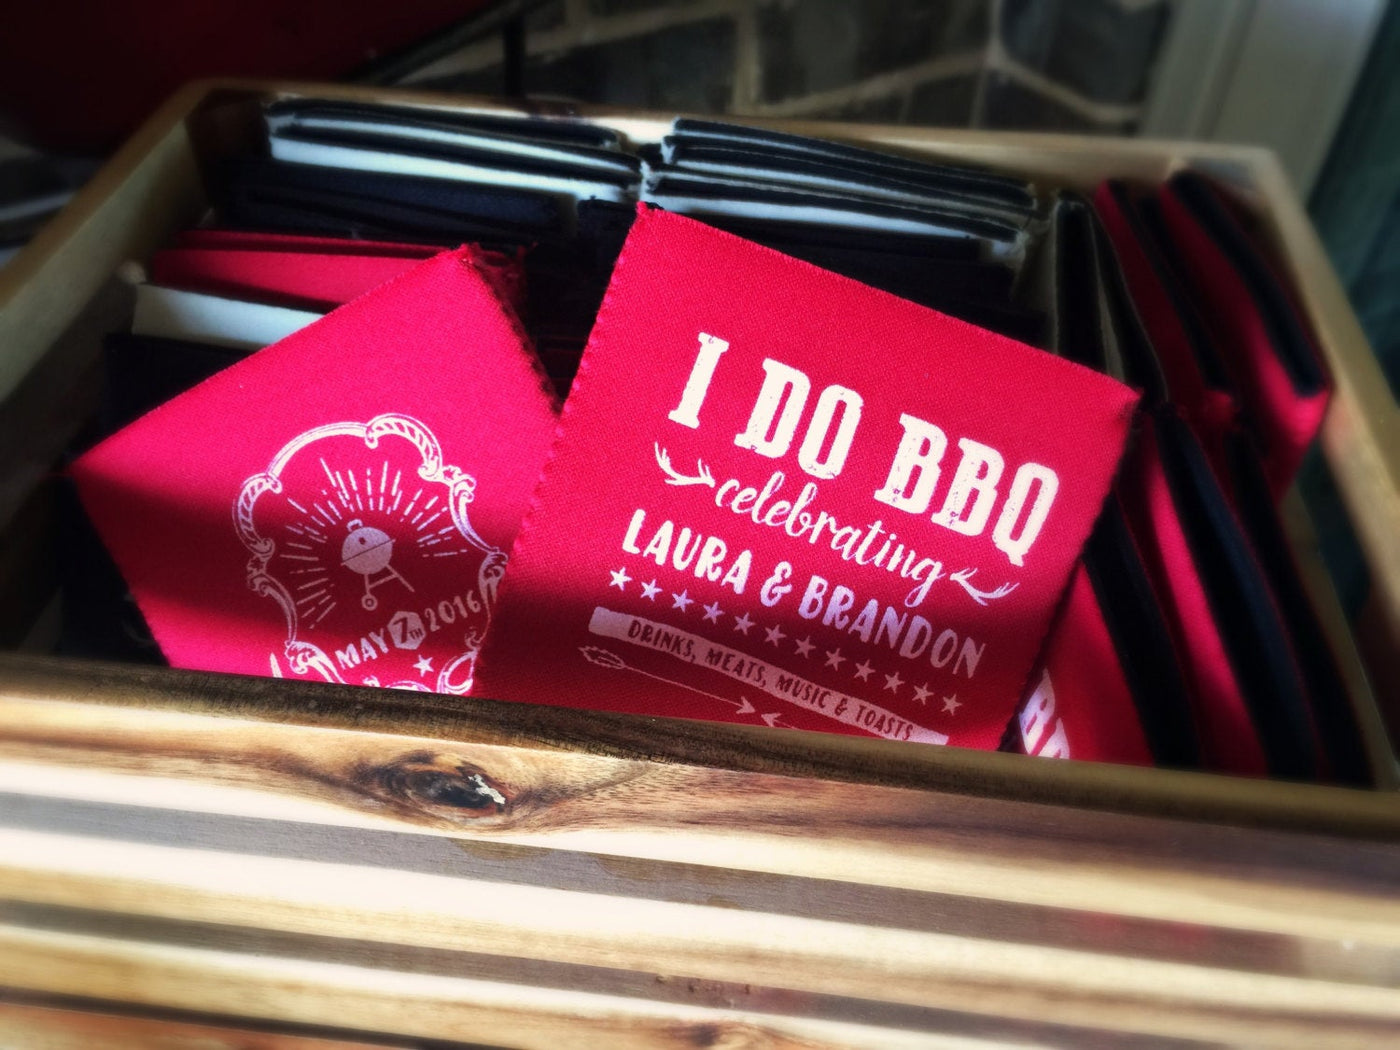 I DO BBQ
celebrating
LAURA & BRANDON
DRINKS, MEATS, MUSIC & TOASTS
MAY 7TH 2016